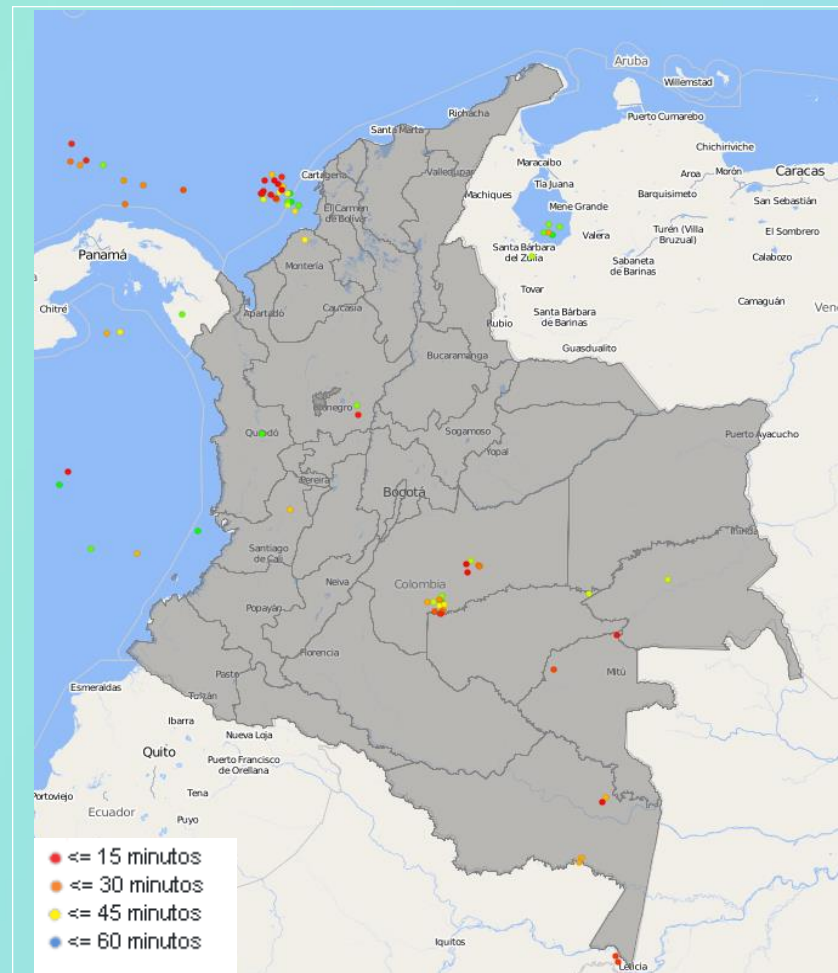 Aruba
Willemstad
Riohacha
Puerto Cumarebo
Santa Marta
Chichiriviche
Maracaibo
Cartagena
Valledupar
Aroa
Morón
Caracas
Tía Juana
Machiques
Barquisimeto
San Sebastián
Mene Grande
El Carmen
de Bolívar
Valera
Turén (Villa
Bruzual)
El Sombrero
Panamá
Santa Bárbara
del Zulia
Sabaneta
de Barinas
Calabozo
Montería
Tovar
Camaguán
Chitré
Apartadó
Caucasia
Santa Bárbara
de Barinas
Vene
Rubio
Guasdualito
Bucaramanga
Quibdó
Sogamoso
Puerto Ayacucho
Yopal
Pereira
Bogotá
Inírida
Santiago
de Cali
Neiva
Colombia
Popayán
Florencia
Mitú
Pasto
Esmeraldas
Ibarra
Nueva Loja
Quito
Puerto Francisco
de Orellana
Portoviejo
Tena
Ecuador
Puyo
<= 15 minutos
<= 30 minutos
<= 45 minutos
<= 60 minutos
Iquitos
Leticia